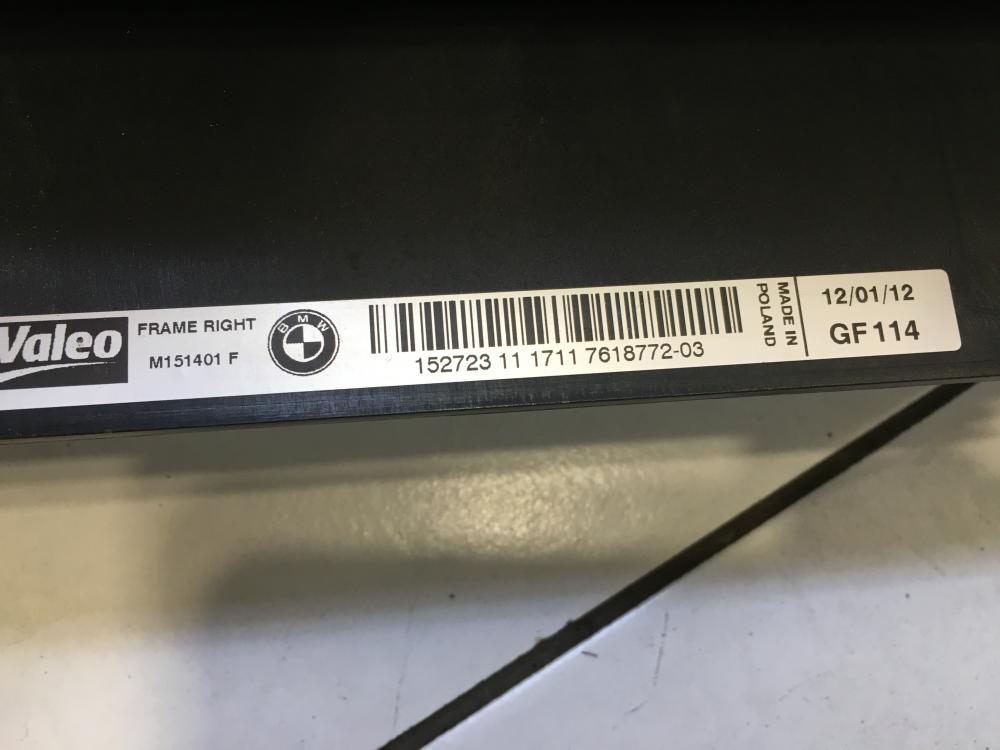 Valeo
FRAME RIGHT
M151401 F
BMW
152723 11 1711 7618772-03
MADE IN
POLAND
12/01/12
GF114